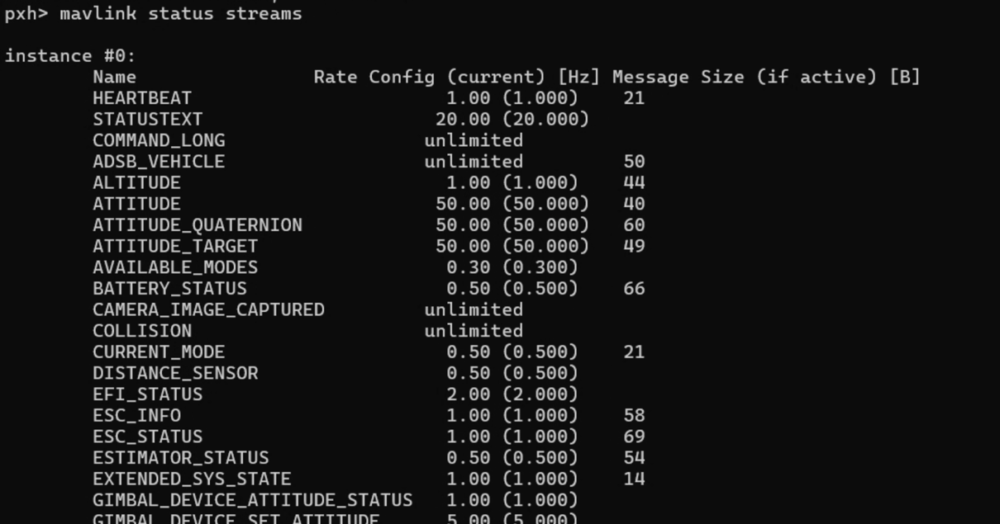 pxh> mavlink status streams
instance #0:
Name Rate Config (current) [Hz] Message Size (if active) [B]
HEARTBEAT 1.00 (1.000) 21
STATUSTEXT 20.00 (20.000)
COMMAND_LONG unlimited
ADSB_VEHICLE unlimited 50
ALTITUDE 1.00 (1.000) 44
ATTITUDE 50.00 (50.000) 40
ATTITUDE_QUATERNION 50.00 (50.000) 60
ATTITUDE_TARGET 50.00 (50.000) 49
AVAILABLE_MODES 0.30 (0.300)
BATTERY_STATUS 0.50 (0.500) 66
CAMERA_IMAGE_CAPTURED unlimited
COLLISION unlimited
CURRENT_MODE 0.50 (0.500) 21
DISTANCE_SENSOR 0.50 (0.500)
EFI_STATUS 2.00 (2.000)
ESC_INFO 1.00 (1.000) 58
ESC_STATUS 1.00 (1.000) 69
ESTIMATOR_STATUS 0.50 (0.500) 54
EXTENDED_SYS_STATE 1.00 (1.000) 14
GIMBAL_DEVICE_ATTITUDE_STATUS 1.00 (1.000)
GIMBAL_DEVICE_SET_ATTITUDE 5.00 (5.000)